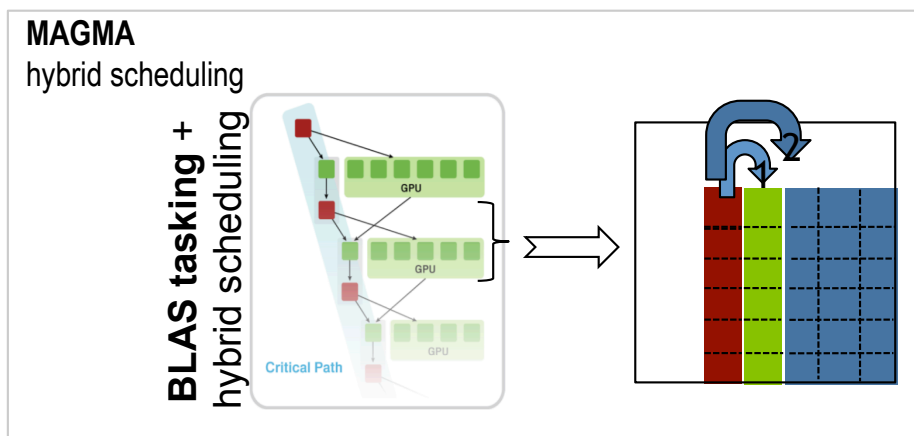 MAGMA
hybrid scheduling
BLAS tasking +
hybrid scheduling
GPU
GPU
GPU
Critical Path
1
2